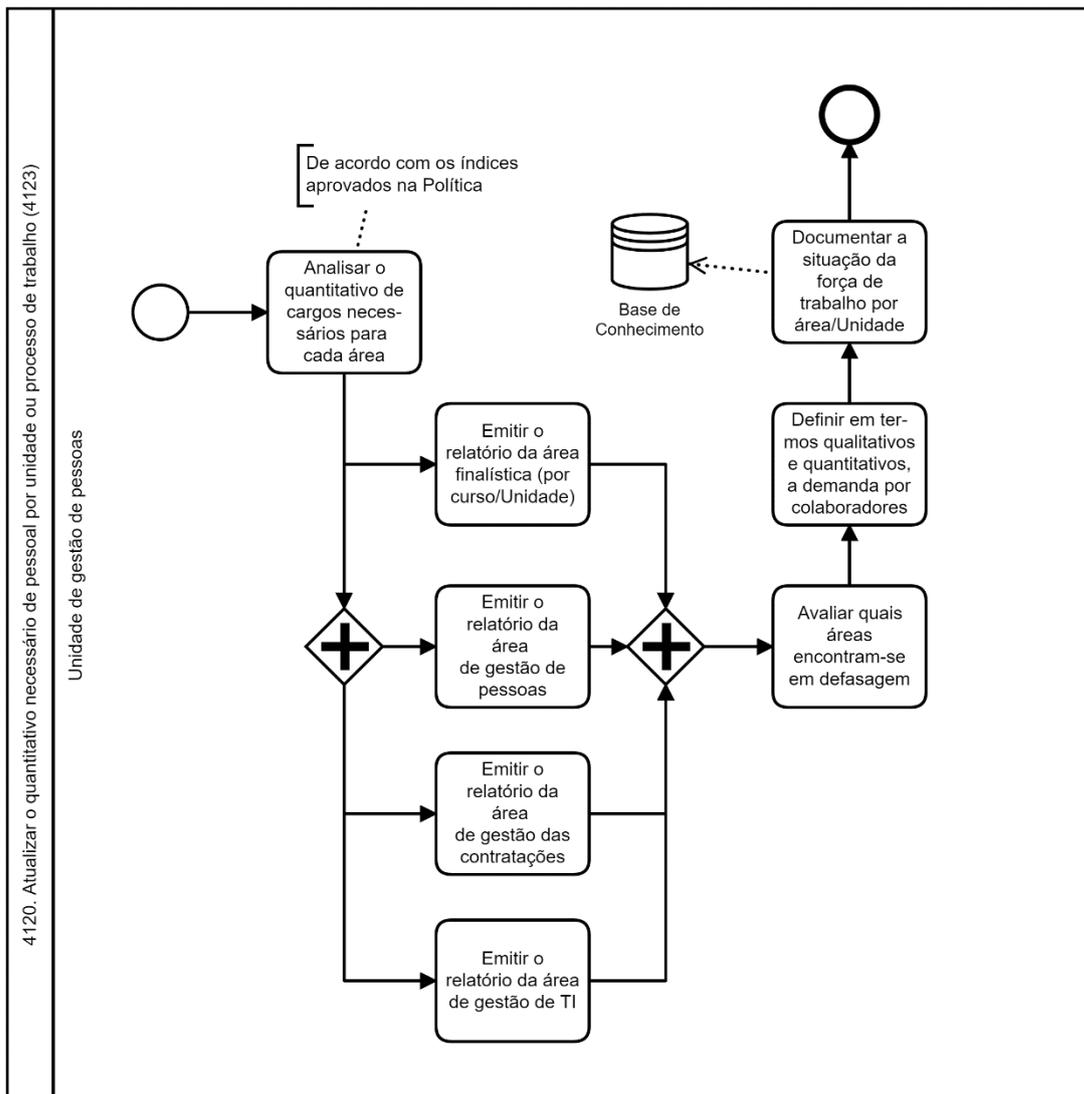 4120. Atualizar o quantitativo necessário de pessoal por unidade ou processo de trabalho (4123)
Unidade de gestão de pessoas
De acordo com os índices
aprovados na Política
Analisar o
quantitativo de
cargos neces-
sários para
cada área
Emitir o
relatório da área
finalística (por
curso/Unidade)
Emitir o
relatório da
área
de gestão de
pessoas
Emitir o
relatório da
área
de gestão das
contratações
Emitir o
relatório da área
de gestão de TI
Avaliar quais
áreas
encontram-se
em defasagem
Definir em ter-
mos qualitativos
e quantitativos,
a demanda por
colaboradores
Documentar a
situação da
força de
trabalho por
área/Unidade
Base de
Conhecimento